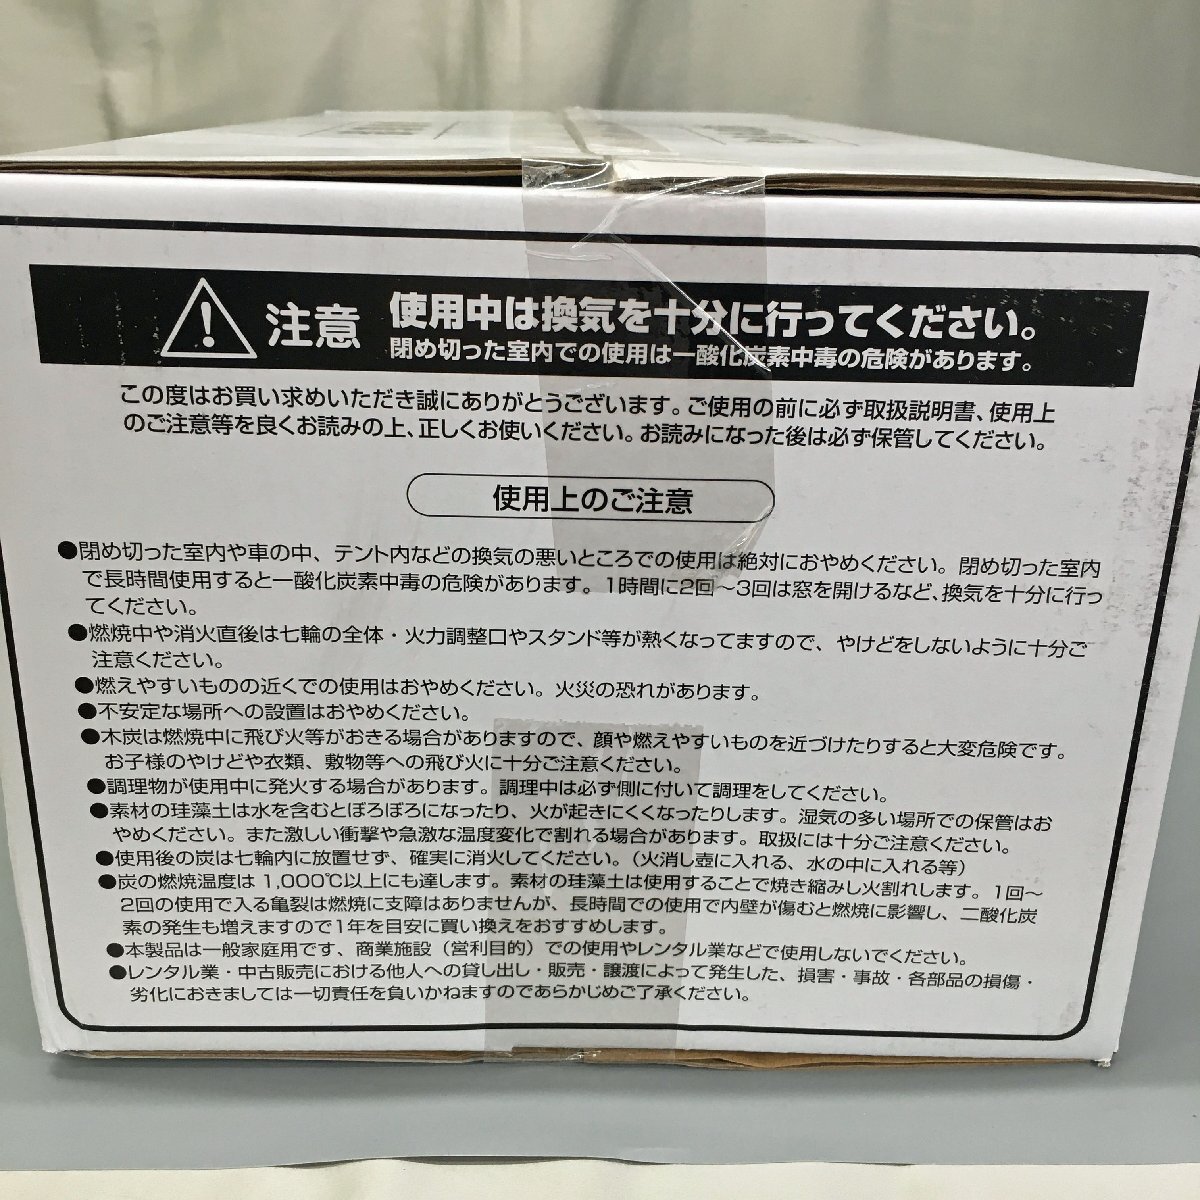 注意
使用中は換気を十分に行ってください。
閉め切った室内での使用は一酸化炭素中毒の危険があります。
この度はお買い求めいただき誠にありがとうございます。ご使用の前に必ず取扱説明書、使用上
のご注意等を良くお読みの上、正しくお使いください。お読みになった後は必ず保管してください。
使用上のご注意
●閉め切った室内や車の中、テント内などの換気の悪いところでの使用は絶対におやめください。閉め切った室内
で長時間使用すると一酸化炭素中毒の危険があります。1時間に2回～3回は窓を開けるなど、換気を十分に行っ
てください。
●燃焼中や消火直後は七輪の全体・火力調整口やスタンド等が熱くなってますので、やけどをしないように十分ご
注意ください。
●燃えやすいものの近くでの使用はおやめください。火災の恐れがあります。
●不安定な場所への設置はおやめください。
●木炭は燃焼中に飛び火等がおきる場合がありますので、顔や燃えやすいものを近づけたりすると大変危険です。
お子様のやけどや衣類、敷物等への飛び火に十分ご注意ください。
●調理物が使用中に発火する場合があります。調理中は必ず側に付いて調理をしてください。
●素材の珪藻土は水を含むとぼろぼろになったり、火が起きにくくなったりします。湿気の多い場所での保管はお
やめください。また激しい衝撃や急激な温度変化で割れる場合があります。取扱には十分ご注意ください。
●使用後の炭は七輪内に放置せず、確実に消火してください。（火消し壺に入れる、水の中に入れる等）
●炭の燃焼温度は1,000℃以上にも達します。素材の珪藻土は使用することで焼き縮みし火割れします。1回～
2回の使用で入る亀裂は燃焼に支障はありませんが、長時間での使用で内壁が傷むと燃焼に影響し、二酸化炭
素の発生も増えますので1年を目安に買い換えをおすすめします。
●本製品は一般家庭用です、商業施設（営利目的）での使用やレンタル業などで使用しないでください。
●レンタル業・中古販売における他人への貸し出し・販売・譲渡によって発生した、損害・事故・各部品の損傷・
劣化におきましては一切責任を負いかねますのであらかじめご了承ください。